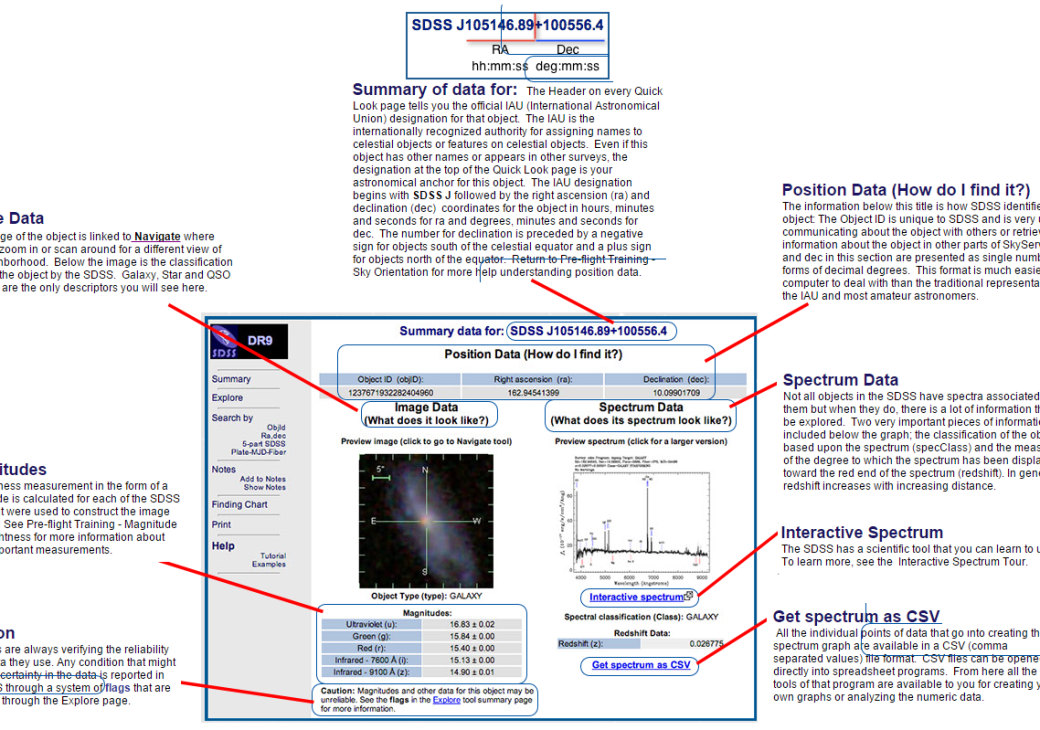 SDSS J105146.89+100556.4
RA Dec
hh:mm:ss deg:mm:ss
Summary of data for: The Header on every Quick
Look page tells you the official IAU (International Astronomical
Union) designation for that object. The IAU is the
internationally recognized authority for assigning names to
celestial objects or features on celestial objects. Even if this
object has other names or appears in other surveys, the
designation at the top of the Quick Look page is your
astronomical anchor for this object. The IAU designation
begins with SDSS J followed by the right ascension (ra) and
declination (dec) coordinates for the object in hours, minutes
and seconds for ra and degrees, minutes and seconds for
dec. The number for declination is preceded by a negative
sign for objects south of the celestial equator and a plus sign
for objects north of the equator. Return to Pre-flight Training -
Sky Orientation for more help understanding position data.
e Data
ge of the object is linked to Navigate where
zoom in or scan around for a different view of
nborhood. Below the image is the classification
the object by the SDSS. Galaxy, Star and QSO
are the only descriptors you will see here.
itudes
ness measurement in the form of a
de is calculated for each of the SDSS
t were used to construct the image
. See Pre-flight Training - Magnitude
htness for more information about
portant measurements.
on
s are always verifying the reliability
ta they use. Any condition that might
certainty in the data is reported in
S through a system of flags that are
through the Explore page.
Position Data (How do I find it?)
The information below this title is how SDSS identifie
object: The Object ID is unique to SDSS and is very u
communicating about the object with others or retriev
information about the object in other parts of SkyServ
and dec in this section are presented as single numb
forms of decimal degrees. This format is much easie
computer to deal with than the traditional representa
the IAU and most amateur astronomers.
Spectrum Data
Not all objects in the SDSS have spectra associated
them but when they do, there is a lot of information th
be explored. Two very important pieces of informatio
included below the graph; the classification of the ob
based upon the spectrum (specClass) and the meas
of the degree to which the spectrum has been displa
toward the red end of the spectrum (redshift). In gene
redshift increases with increasing distance.
Interactive Spectrum
The SDSS has a scientific tool that you can learn to u
To learn more, see the Interactive Spectrum Tour.
Get spectrum as CSV
All the individual points of data that go into creating th
spectrum graph are available in a CSV (comma
separated values) file format. CSV files can be opene
directly into spreadsheet programs. From here all the
tools of that program are available to you for creating y
own graphs or analyzing the numeric data.
SDSS DR9
Summary
Explore
Search by
ObjId
Ra,dec
5-part SDSS
Plate-MJD-Fiber
Notes
Add to Notes
Show Notes
Finding Chart
Print
Help
Tutorial
Examples
Summary data for: SDSS J105146.89+100556.4
Position Data (How do I find it?)
Object ID (objID): Right ascension (ra): Declination (dec):
1237671932282404960 162.94541399 10.09901709
Image Data
(What does it look like?)
Preview image (click to go to Navigate tool)
5"
N
E W
S
Object Type (type): GALAXY
Magnitudes:
Ultraviolet (u): 16.83 ± 0.02
Green (g): 15.84 ± 0.00
Red (r): 15.40 ± 0.00
Infrared - 7600 Å (i): 15.13 ± 0.00
Infrared - 9100 Å (z): 14.90 ± 0.01
Caution: Magnitudes and other data for this object may be
unreliable. See the flags in the Explore tool summary page
for more information.
Spectrum Data
(What does its spectrum look like?)
Preview spectrum (click for a larger version)
80
60
40
20
4000 5000 6000 7000 8000 9000
Wavelength (Angstroms)
Interactive spectrum
Spectral classification (Class): GALAXY
Redshift Data:
Redshift (z): 0.026775
Get spectrum as CSV